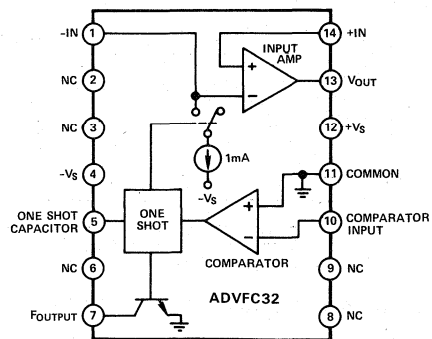 -IN
1
14
+IN
INPUT
AMP
+
−
NC
2
13
VOUT
NC
3
12
+VS
1mA
-VS
4
11
COMMON
-VS
ONE SHOT
CAPACITOR
5
ONE
SHOT
+
−
10
COMPARATOR
INPUT
COMPARATOR
NC
6
9
NC
ADVFC32
FOUTPUT
7
8
NC